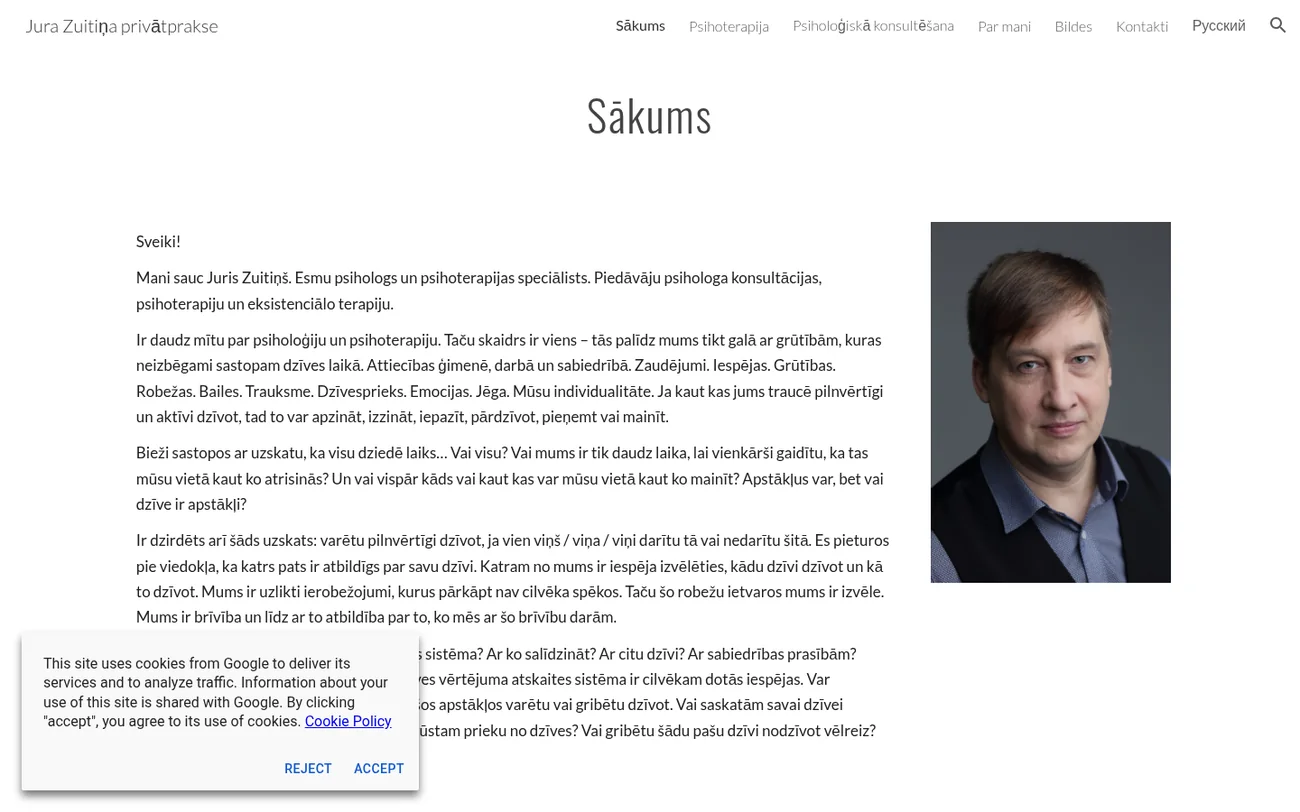 Jura Zuitiņa privātprakse
Sākums
Psihoterapija
Psiholoģiskā konsultēšana
Par mani
Bildes
Kontakti
Русский
Sākums
Sveiki!
Mani sauc Juris Zuitiņš. Esmu psihologs un psihoterapijas speciālists. Piedāvāju psihologa konsultācijas,
psihoterapiju un eksistenciālo terapiju.
Ir daudz mītu par psiholoģiju un psihoterapiju. Taču skaidrs ir viens – tās palīdz mums tikt galā ar grūtībām, kuras
neizbēgami sastopam dzīves laikā. Attiecības ģimenē, darbā un sabiedrībā. Zaudējumi. Iespējas. Grūtības.
Robežas. Bailes. Trauksme. Dzīvesprieks. Emocijas. Jēga. Mūsu individualitāte. Ja kaut kas jums traucē pilnvērtīgi
un aktīvi dzīvot, tad to var apzināt, izzināt, iepazīt, pārdzīvot, pieņemt vai mainīt.
Bieži sastopos ar uzskatu, ka visu dziedē laiks… Vai visu? Vai mums ir tik daudz laika, lai vienkārši gaidītu, ka tas
mūsu vietā kaut ko atrisinās? Un vai vispār kāds vai kaut kas var mūsu vietā kaut ko mainīt? Apstākļus var, bet vai
dzīve ir apstākļi?
Ir dzirdēts arī šāds uzskats: varētu pilnvērtīgi dzīvot, ja vien viņš / viņa / viņi darītu tā vai nedarītu šitā. Es pieturos
pie viedokļa, ka katrs pats ir atbildīgs par savu dzīvi. Katram no mums ir iespēja izvēlēties, kādu dzīvi dzīvot un kā
to dzīvot. Mums ir uzlikti ierobežojumi, kurus pārkāpt nav cilvēka spēkos. Taču šo robežu ietvaros mums ir izvēle.
Mums ir brīvība un līdz ar to atbildība par to, ko mēs ar šo brīvību darām.
sistēma? Ar ko salīdzināt? Ar citu dzīvi? Ar sabiedrības prasībām?
vērtējuma atskaites sistēma ir cilvēkam dotās iespējas. Var
apstākļos varētu vai gribētu dzīvot. Vai saskatām savai dzīvei
prieku no dzīves? Vai gribētu šādu pašu dzīvi nodzīvot vēlreiz?
This site uses cookies from Google to deliver its
services and to analyze traffic. Information about your
use of this site is shared with Google. By clicking
"accept", you agree to its use of cookies. Cookie Policy
REJECT
ACCEPT